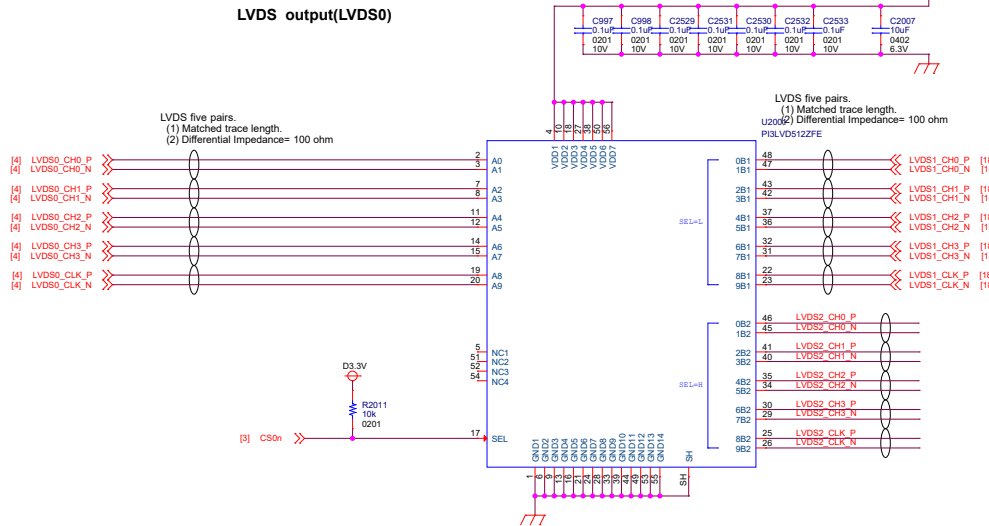 LVDS output(LVDS0)
C997 C998 C2529 C2531 C2530 C2532 C2533 C2007
0.1uF 0.1uF 0.1uF 0.1uF 0.1uF 0.1uF 0.1uF 10uF
0201 0201 0201 0201 0201 0201 0201 0402
10V 10V 10V 10V 10V 10V 10V 6.3V
LVDS five pairs.
(1) Matched trace length.
(2) Differential Impedance= 100 ohm
LVDS five pairs.
(1) Matched trace length.
(2) Differential Impedance= 100 ohm
PI3LVD512ZFE
4 10 18 27 38 50 56
VDD1 VDD2 VDD3 VDD4 VDD5 VDD6 VDD7
[4] LVDS0_CH0_P 2 A0 0B1 48 LVDS1_CH0_P
[4] LVDS0_CH0_N 3 A1 1B1 47 LVDS1_CH0_N
[4] LVDS0_CH1_P 7 A2 2B1 43 LVDS1_CH1_P
[4] LVDS0_CH1_N 8 A3 3B1 42 LVDS1_CH1_N
[4] LVDS0_CH2_P 11 A4 4B1 37 LVDS1_CH2_P
[4] LVDS0_CH2_N 12 A5 5B1 36 LVDS1_CH2_N
SEL=L
[4] LVDS0_CH3_P 14 A6 6B1 32 LVDS1_CH3_P
[4] LVDS0_CH3_N 15 A7 7B1 31 LVDS1_CH3_N
[4] LVDS0_CLK_P 19 A8 8B1 22 LVDS1_CLK_P
[4] LVDS0_CLK_N 20 A9 9B1 23 LVDS1_CLK_N
0B2 46 LVDS2_CH0_P
1B2 45 LVDS2_CH0_N
5 NC1 2B2 41 LVDS2_CH1_P
51 NC2 3B2 40 LVDS2_CH1_N
52 NC3
54 NC4 4B2 35 LVDS2_CH2_P
SEL=H
5B2 34 LVDS2_CH2_N
6B2 30 LVDS2_CH3_P
7B2 29 LVDS2_CH3_N
D3.3V
R2011
10k
0201
[3] CS0n 17 SEL 8B2 25 LVDS2_CLK_P
9B2 26 LVDS2_CLK_N
GND1 GND2 GND3 GND4 GND5 GND6 GND7 GND8 GND9 GND10 GND11 GND12 GND13 GND14 SH
1 6 9 13 16 21 24 28 33 39 44 49 53 55 SH